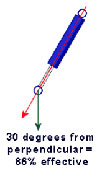 30 degrees from
perpendicular =
86% effective